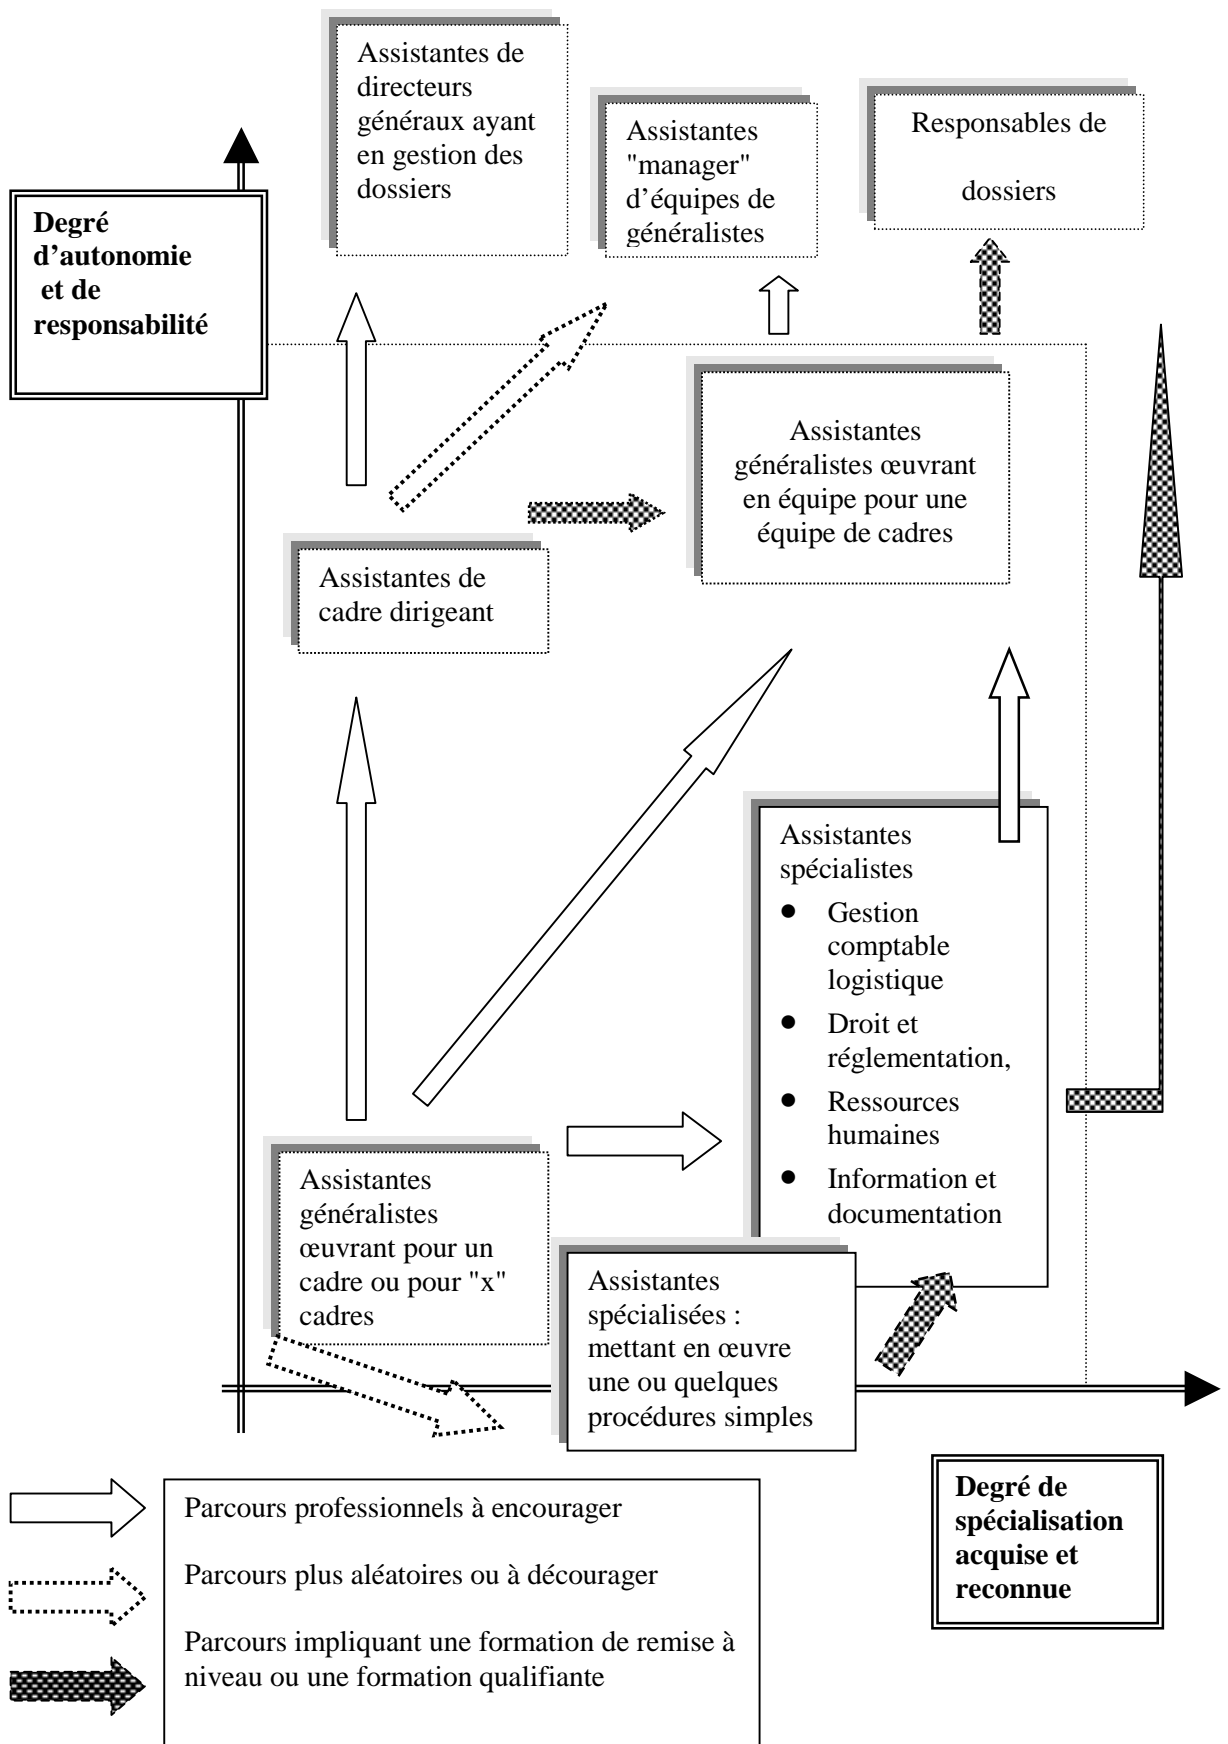 Assistantes de
directeurs
généraux ayant
en gestion des
dossiers
Assistantes
"manager"
d’équipes de
généralistes
Responsables de
dossiers
Degré
d’autonomie
et de
responsabilité
Assistantes
généralistes œuvrant
en équipe pour une
équipe de cadres
Assistantes de
cadre dirigeant
Assistantes
spécialistes
● Gestion
comptable
logistique
● Droit et
réglementation,
● Ressources
humaines
● Information et
documentation
Assistantes
généralistes
œuvrant pour un
cadre ou pour "x"
cadres
Assistantes
spécialisées :
mettant en œuvre
une ou quelques
procédures simples
Degré de
spécialisation
acquise et
reconnue
Parcours professionnels à encourager
Parcours plus aléatoires ou à décourager
Parcours impliquant une formation de remise à
niveau ou une formation qualifiante